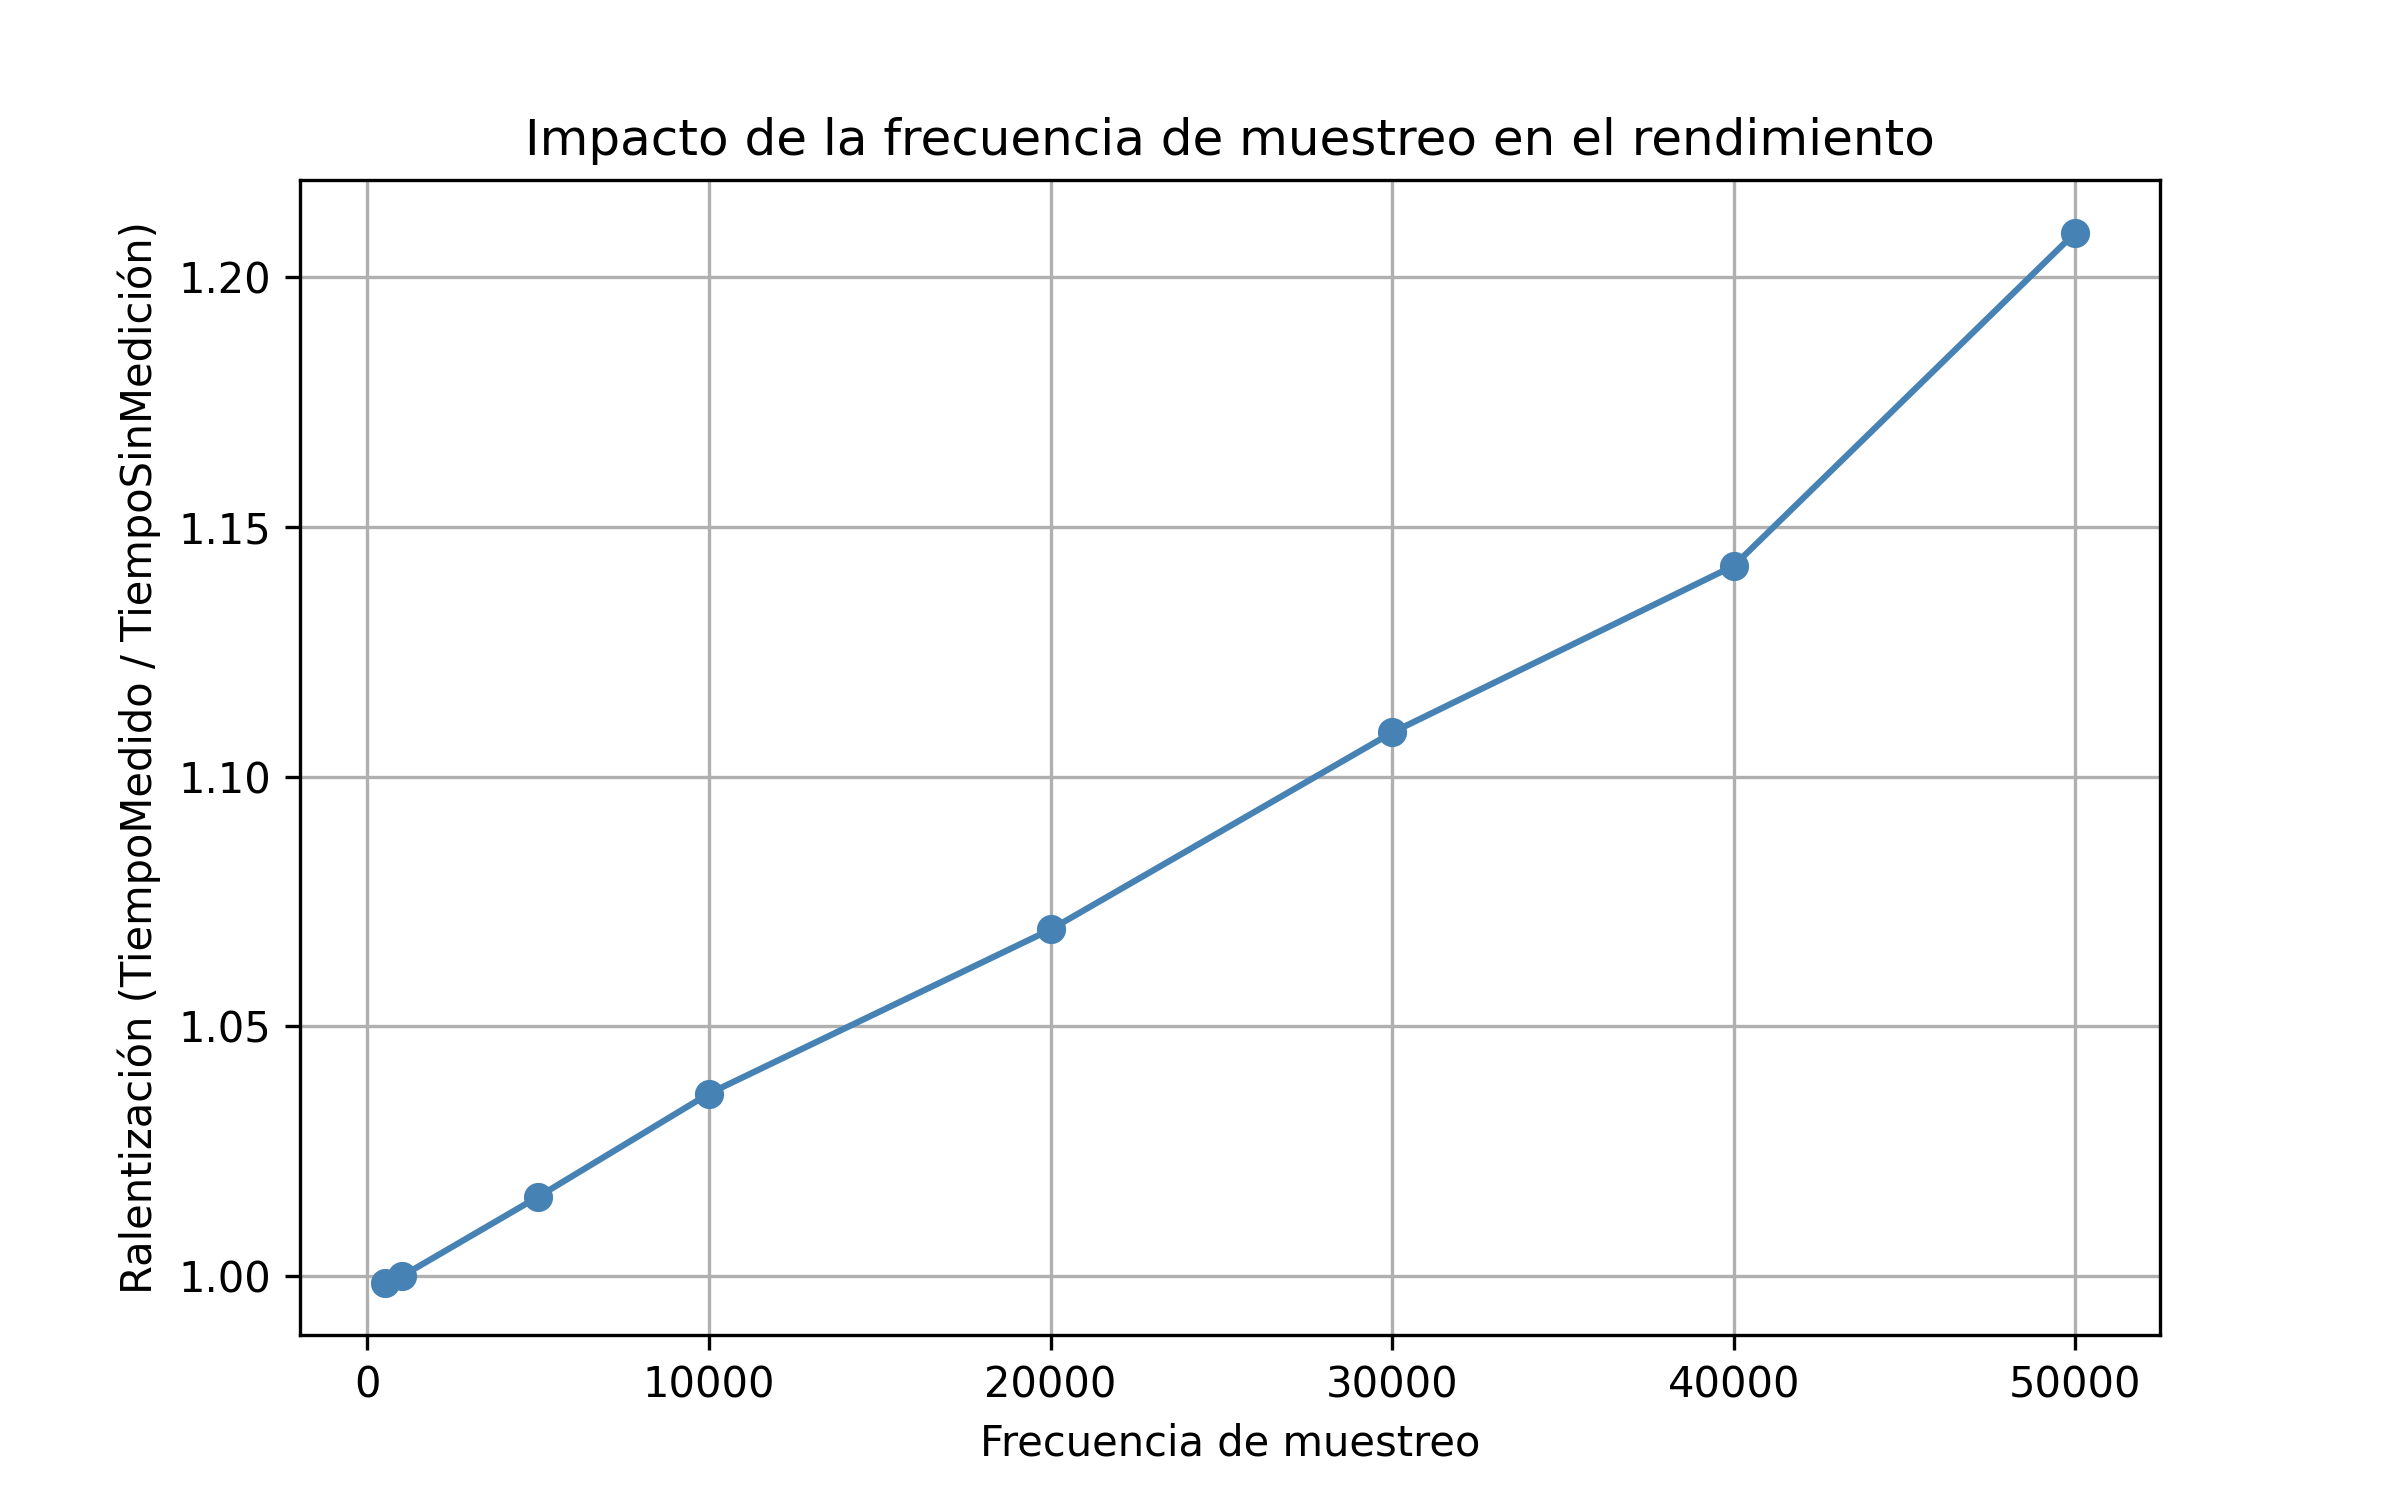 Impacto de la frecuencia de muestreo en el rendimiento
Ralentización (TiempoMedido / TiempoSinMedición)
1.20
1.15
1.10
1.05
1.00
0 10000 20000 30000 40000 50000
Frecuencia de muestreo